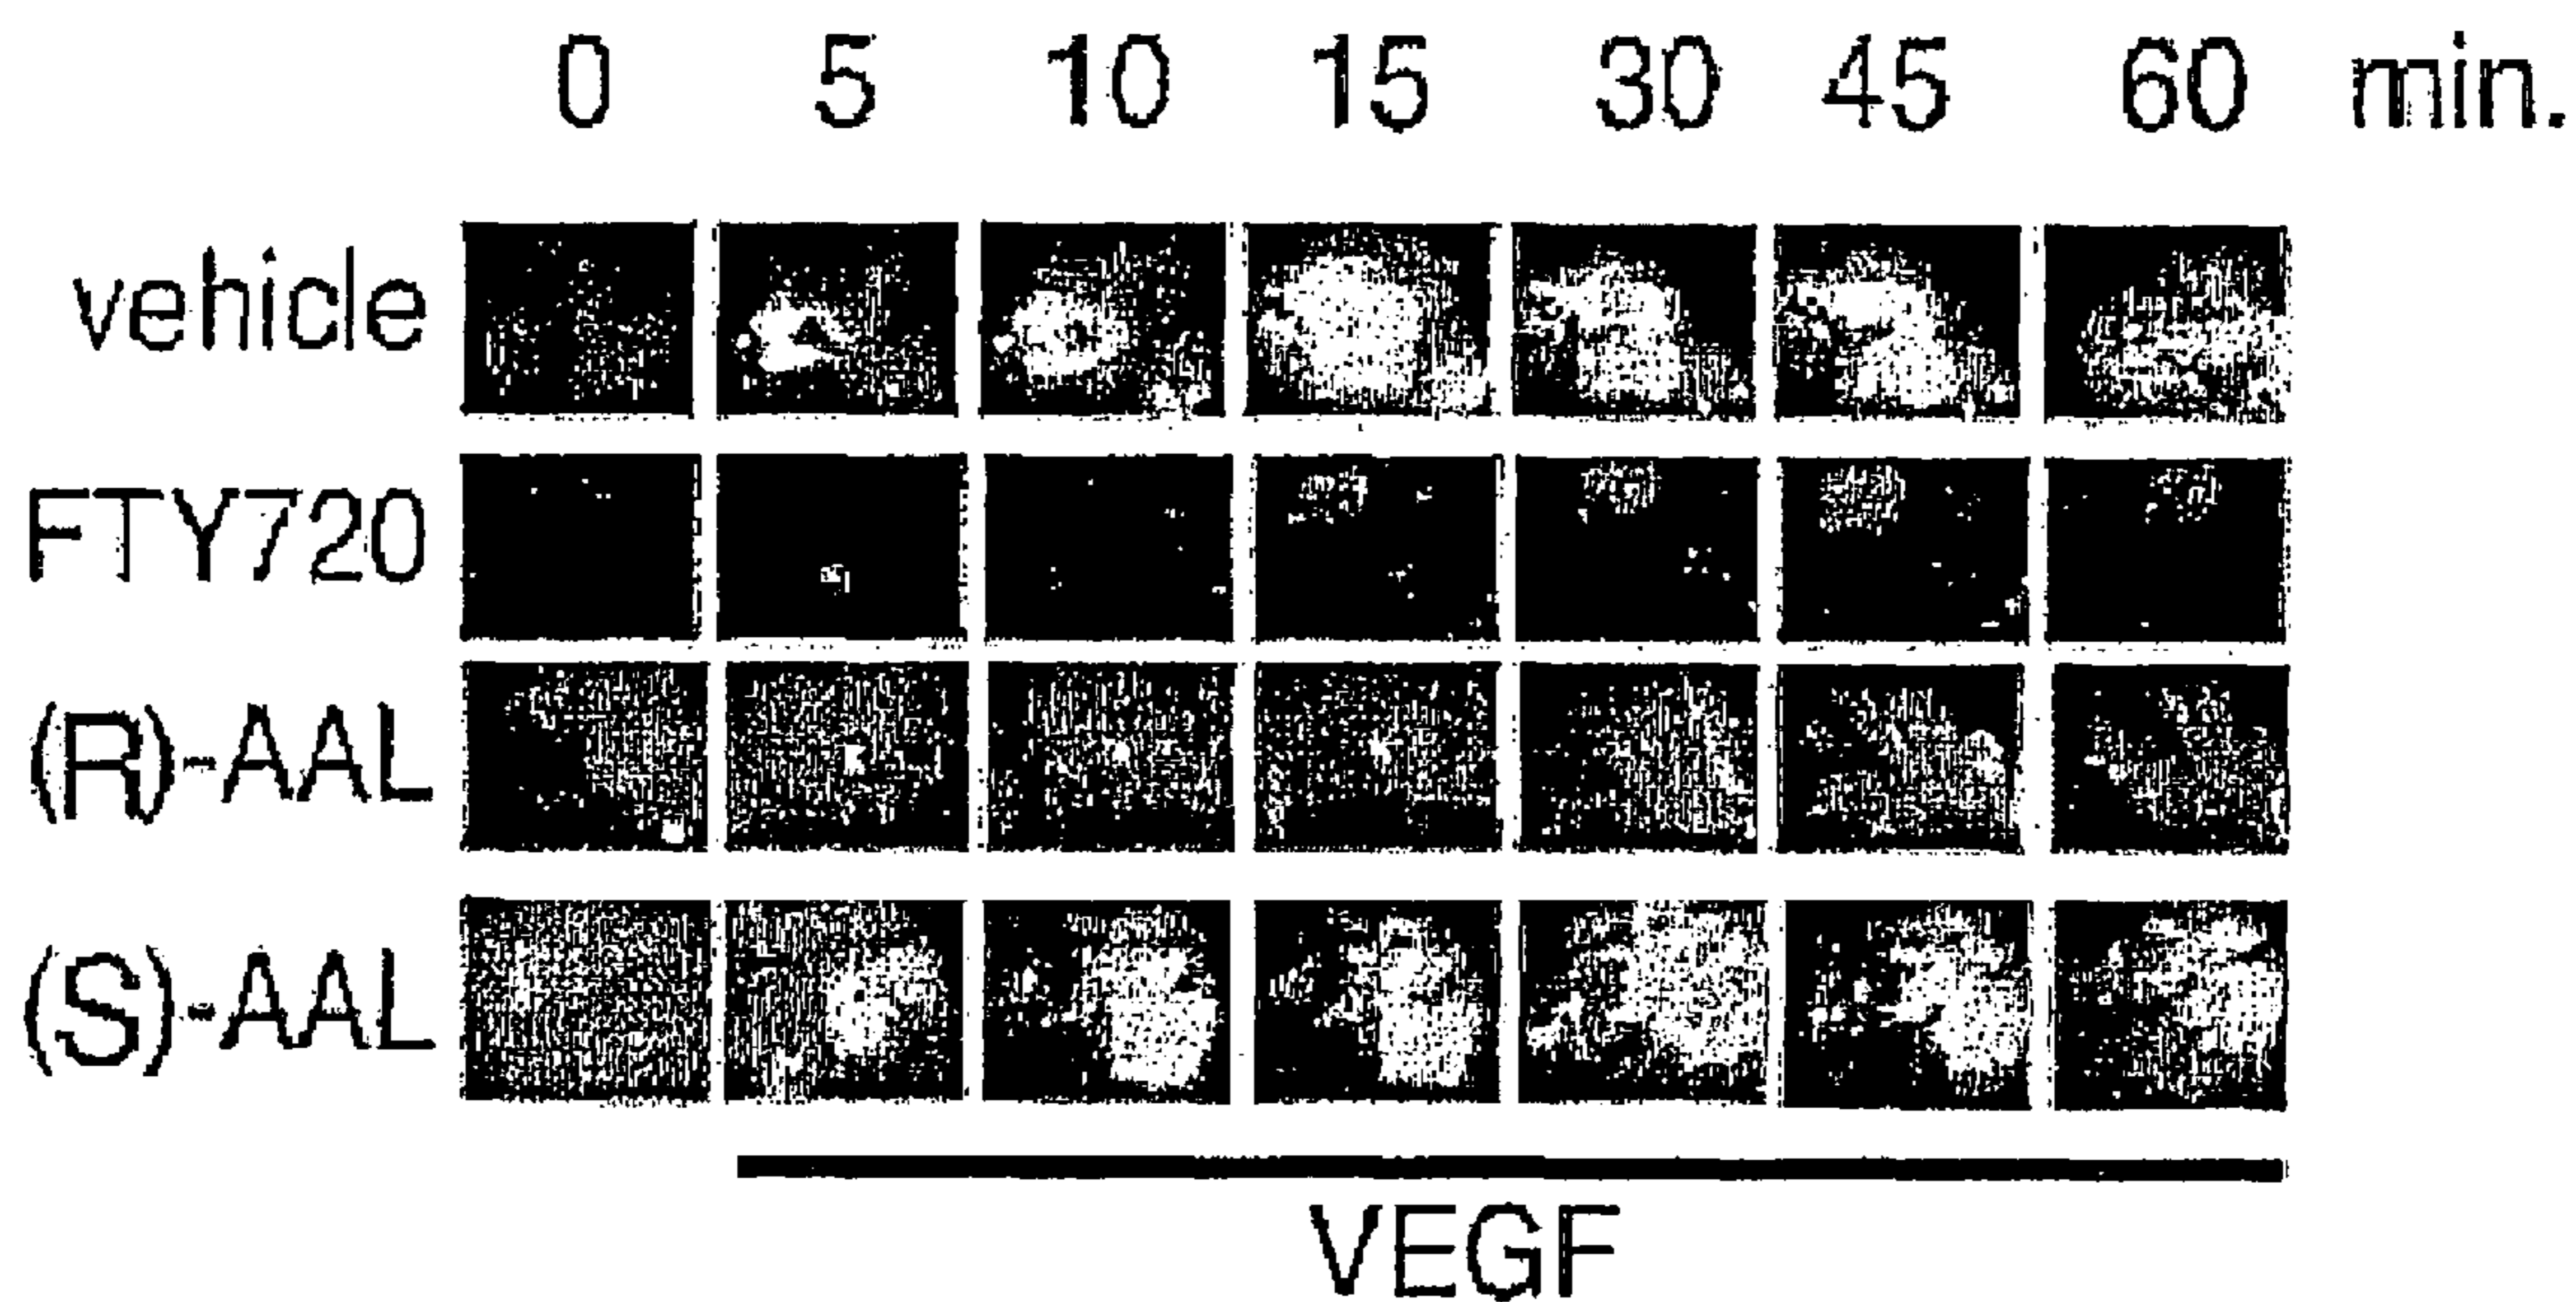 0 5 10 15 30 45 60 min.
vehicle
FTY720
(R)-AAL
(S)-AAL
VEGF